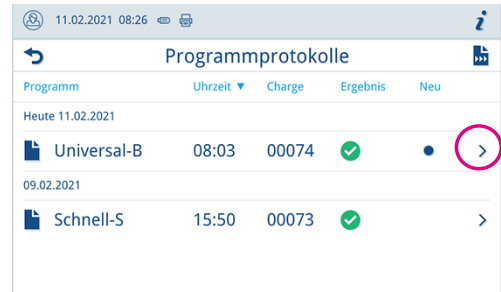 11.02.2021 08:26
i
Programmprotokolle
Programm Uhrzeit ▼ Charge Ergebnis Neu
Heute 11.02.2021
Universal-B 08:03 00074
09.02.2021
Schnell-S 15:50 00073